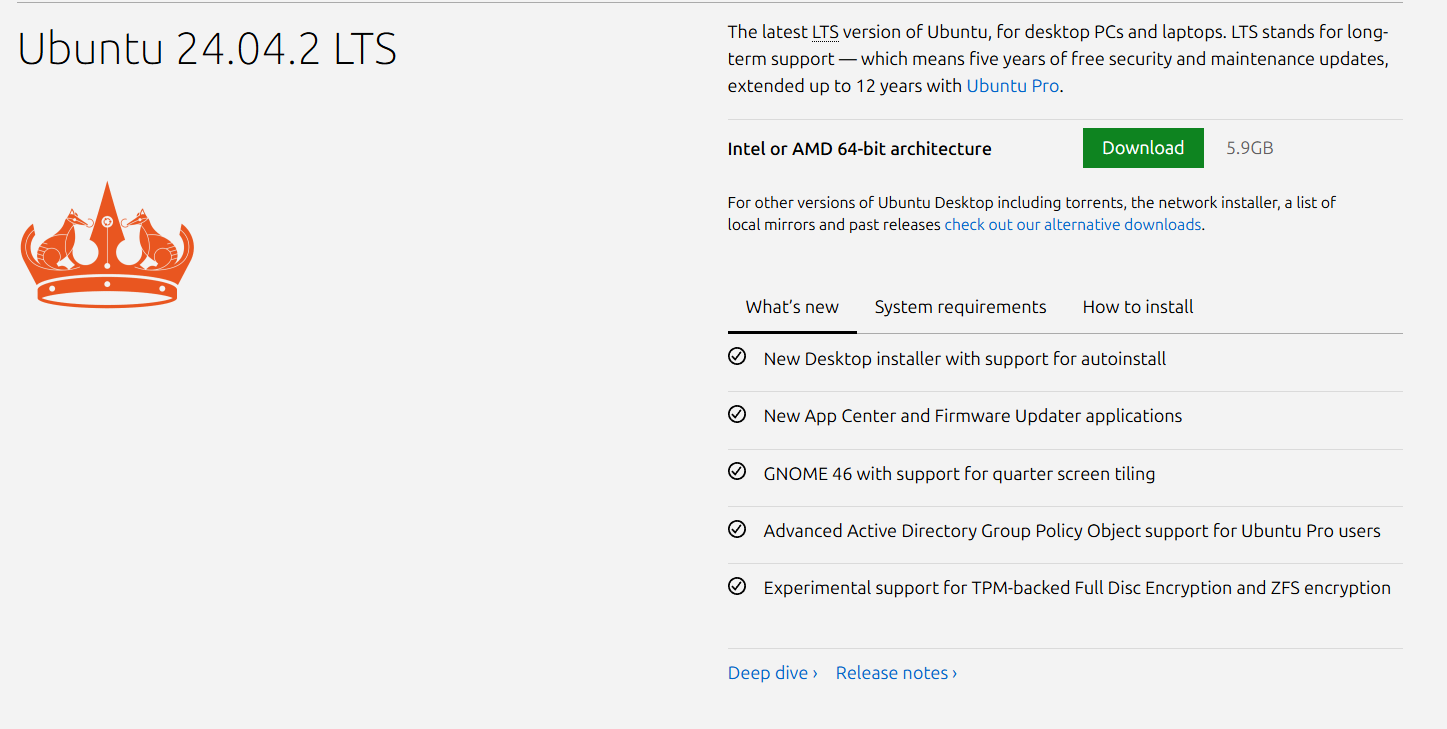 Ubuntu 24.04.2 LTS
The latest LTS version of Ubuntu, for desktop PCs and laptops. LTS stands for long-
term support — which means five years of free security and maintenance updates,
extended up to 12 years with Ubuntu Pro.
Intel or AMD 64-bit architecture
Download
5.9GB
For other versions of Ubuntu Desktop including torrents, the network installer, a list of
local mirrors and past releases check out our alternative downloads.
What’s new
System requirements
How to install
New Desktop installer with support for autoinstall
New App Center and Firmware Updater applications
GNOME 46 with support for quarter screen tiling
Advanced Active Directory Group Policy Object support for Ubuntu Pro users
Experimental support for TPM-backed Full Disc Encryption and ZFS encryption
Deep dive ›
Release notes ›